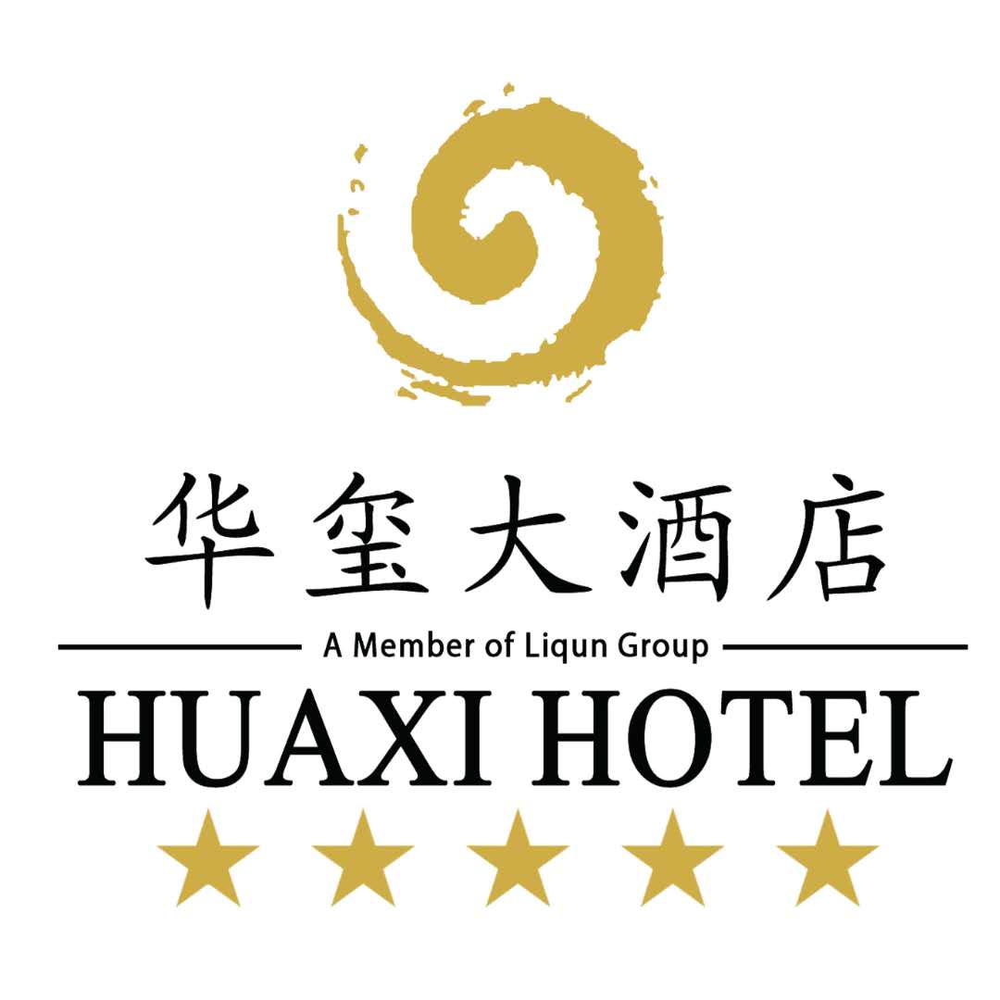 华玺大酒店
A Member of Liqun Group
HUAXI HOTEL